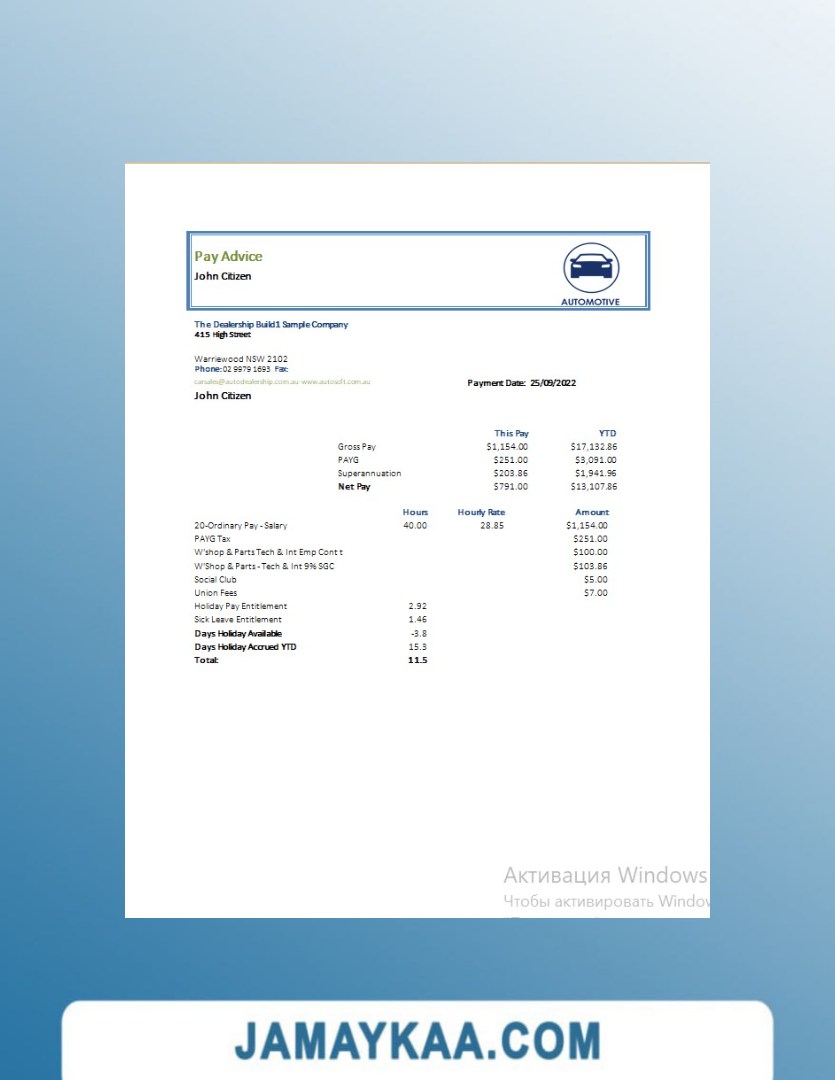 Pay Advice
John Citizen
AUTOMOTIVE
The Dealership Build1 Sample Company
415 High Street
Warriewood NSW 2102
Phone: 02 9979 1693 Fax:
carsales@autodealership.com.au www.autosoft.com.au
Payment Date: 25/09/2022
John Citizen
This Pay YTD
Gross Pay $1,154.00 $17,132.86
PAYG $251.00 $3,091.00
Superannuation $203.86 $1,941.96
Net Pay $791.00 $13,107.86
Hours Hourly Rate Amount
20-Ordinary Pay - Salary 40.00 28.85 $1,154.00
PAYG Tax $251.00
W'shop & Parts Tech & Int Emp Cont t $100.00
W'Shop & Parts - Tech & Int 9% SGC $103.86
Social Club $5.00
Union Fees $7.00
Holiday Pay Entitlement 2.92
Sick Leave Entitlement 1.46
Days Holiday Available -3.8
Days Holiday Accrued YTD 15.3
Total: 11.5
Активация Windows
Чтобы активировать Window
JAMAYKAA.COM